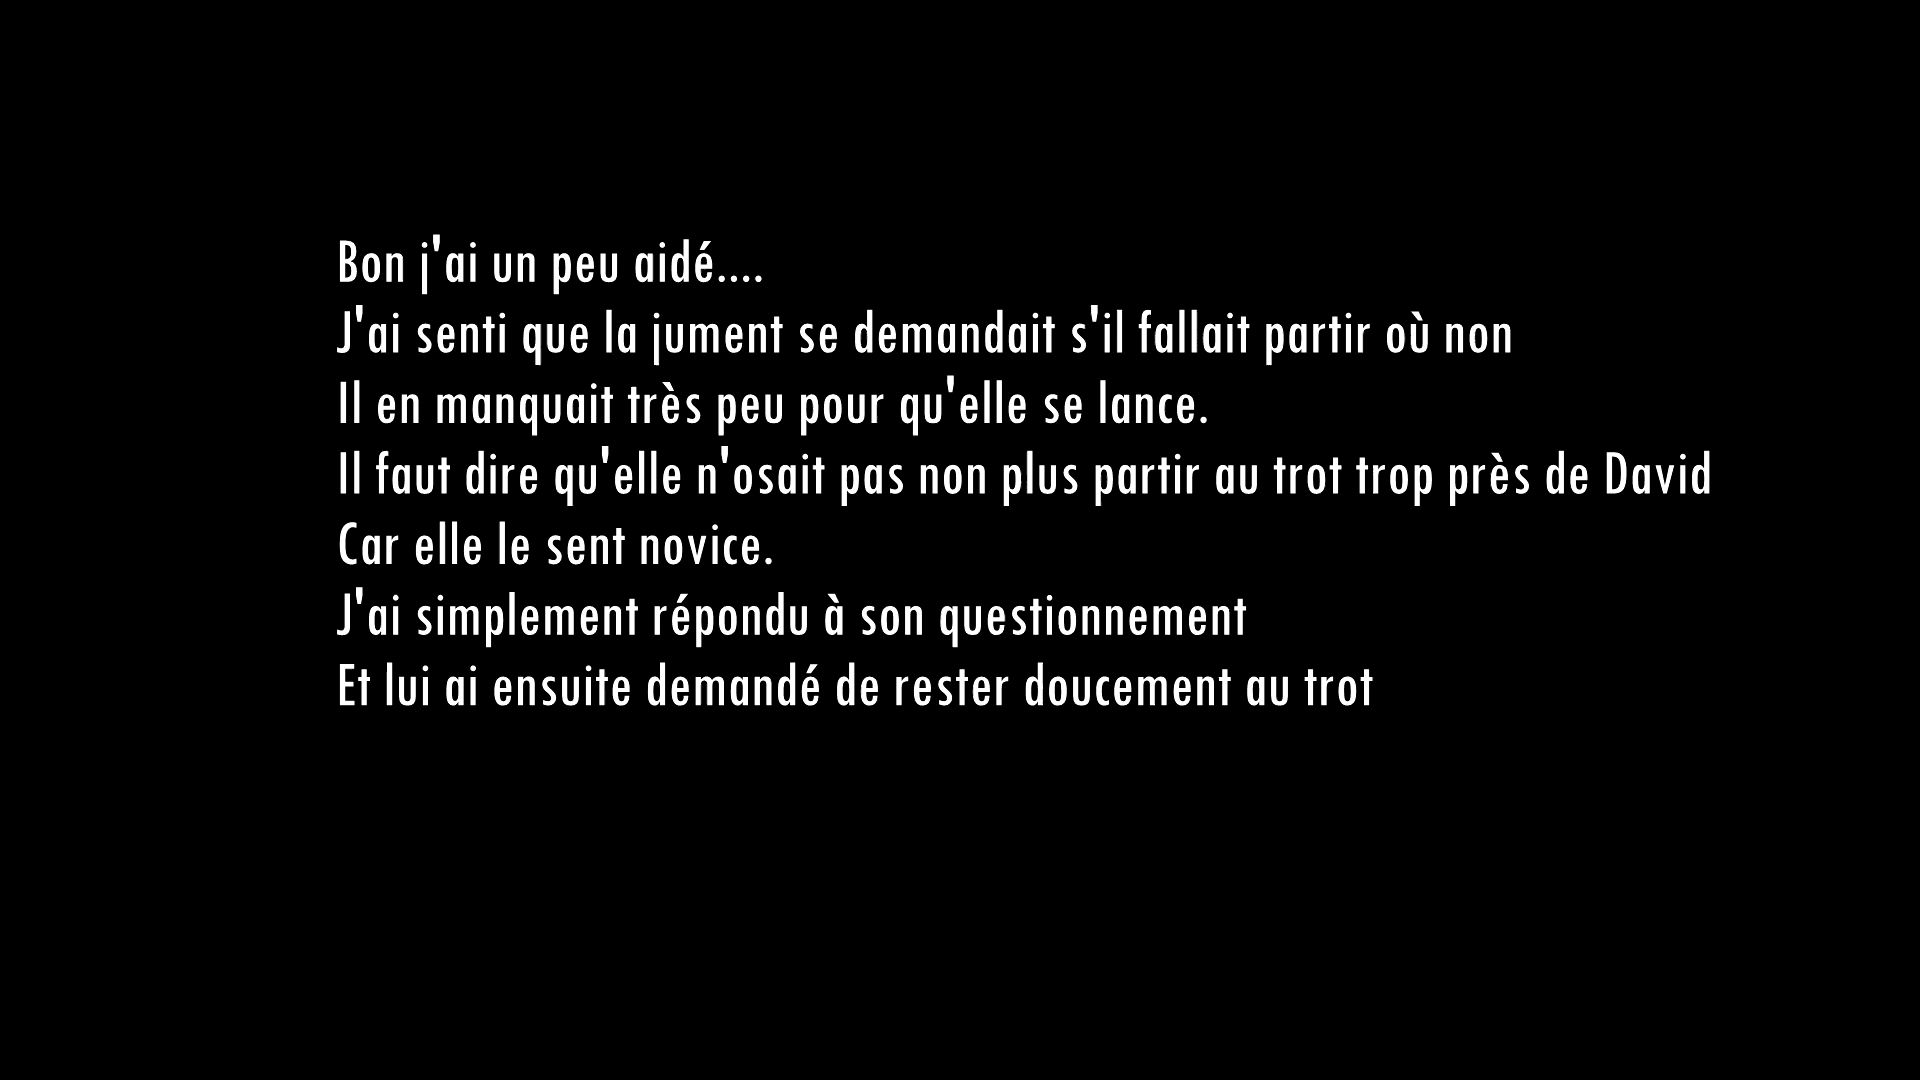 Bon j'ai un peu aidé....
J'ai senti que la jument se demandait s'il fallait partir où non
Il en manquait très peu pour qu'elle se lance.
Il faut dire qu'elle n'osait pas non plus partir au trot trop près de David
Car elle le sent novice.
J'ai simplement répondu à son questionnement
Et lui ai ensuite demandé de rester doucement au trot